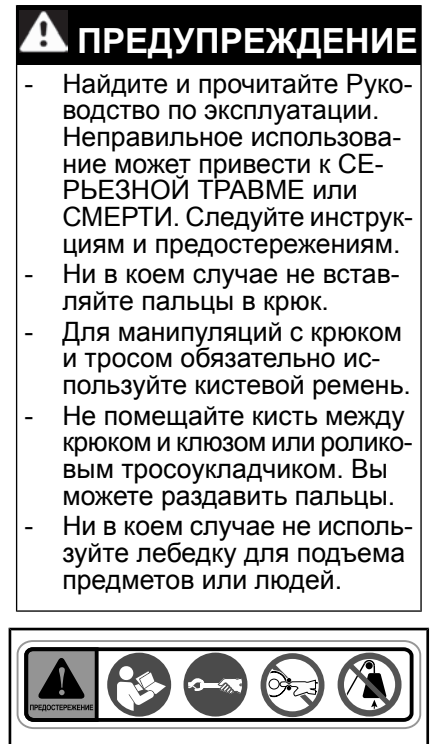 ПРЕДУПРЕЖДЕНИЕ
- Найдите и прочитайте Руко-
водство по эксплуатации.
Неправильное использова-
ние может привести к СЕ-
РЬЕЗНОЙ ТРАВМЕ или
СМЕРТИ. Следуйте инструк-
циям и предостережениям.
- Ни в коем случае не встав-
ляйте пальцы в крюк.
- Для манипуляций с крюком
и тросом обязательно ис-
пользуйте кистевой ремень.
- Не помещайте кисть между
крюком и клюзом или ролико-
вым тросоукладчиком. Вы
можете раздавить пальцы.
- Ни в коем случае не исполь-
зуйте лебедку для подъема
предметов или людей.
ПРЕДОСТЕРЕЖЕНИЕ